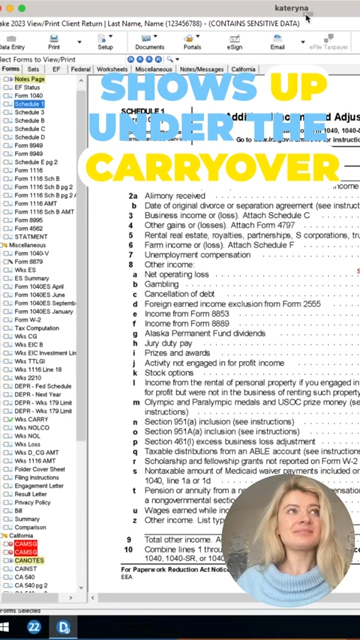 kateryna
ake 2023 View/Print Client Return | Last Name, Name (123456788) - (CONTAINS SENSITIVE DATA)
Data Entry
Print
Setup
Documents
Portals
eSign
Email
eFile Taxpayer
Select Forms to View/Print
Forms Sets EF Federal Worksheets Miscellaneous Notes/Messages California
SHOWS UP
UNDER THE
CARRYOVER
Notes Page
EF Status
Form 1040
Schedule 1
Schedule 3
Schedule B
Schedule C
Schedule D
Form 8949
Form 8949
Schedule E pg 2
Form 1116
Form 1116 Sch B
Form 1116 Sch B pg 2
Form 1116 AMT
Form 1116 Sch B AMT
Form 8995
Form 4562
STATEMENT
Miscellaneous
Form 1040-V
Form 8879
Wks ES
ES Summary
Form 1040ES April
Form 1040ES June
Form 1040ES September
Form 1040ES January
Form W-2
Tax Computation
Wks CG
Wks EIC B
Wks EIC Investment
Wks TTLGI
Wks 1116 Line 18
Wks 2210
DEPR - Fed Schedule
DEPR - Next Year
DEPR - Wks 179 Limit
DEPR - Wks 179 Limit
Wks CARRY
Wks NOLCO
Wks NOL
Wks Loss
Wks D_CG AMT
Wks 1116 AMT
Folder Cover Sheet
Filing Instructions
Engagement Letter
Result Letter
Privacy Policy
Bill
Summary
Comparison
California
CAMSG
CAMSG
CANOTES
CAINST
CA 540
CA 540 pg 2
SCHEDULE 1
2a Alimony received
b Date of original divorce or separation agreement (see instructions)
3 Business income or (loss). Attach Schedule C
4 Other gains or (losses). Attach Form 4797
5 Rental real estate, royalties, partnerships, S corporations, tru
6 Farm income or (loss). Attach Schedule F
7 Unemployment compensation
8 Other income:
a Net operating loss
b Gambling
c Cancellation of debt
d Foreign earned income exclusion from Form 2555
e Income from Form 8853
f Income from Form 8889
g Alaska Permanent Fund dividends
h Jury duty pay
i Prizes and awards
j Activity not engaged in for profit income
k Stock options
l Income from the rental of personal property if you engaged in
for profit but were not in the business of renting such property
m Olympic and Paralympic medals and USOC prize money (see
instructions)
n Section 951(a) inclusion (see instructions)
o Section 951A(a) inclusion (see instructions)
p Section 461(l) excess business loss adjustment
q Taxable distributions from an ABLE account (see instructions)
r Scholarship and fellowship grants not reported on Form W-2
s Nontaxable amount of Medicaid waiver payments included on
1040, line 1a or 1d
t Pension or annuity from a
a nongovernmental section
u Wages earned while inc
z Other income. List type
9 Total other income. A
10 Combine lines 1 throu
1040, 1040-SR, or 104
For Paperwork Reduction Act Notice
EEA
Forms Selected
22
D